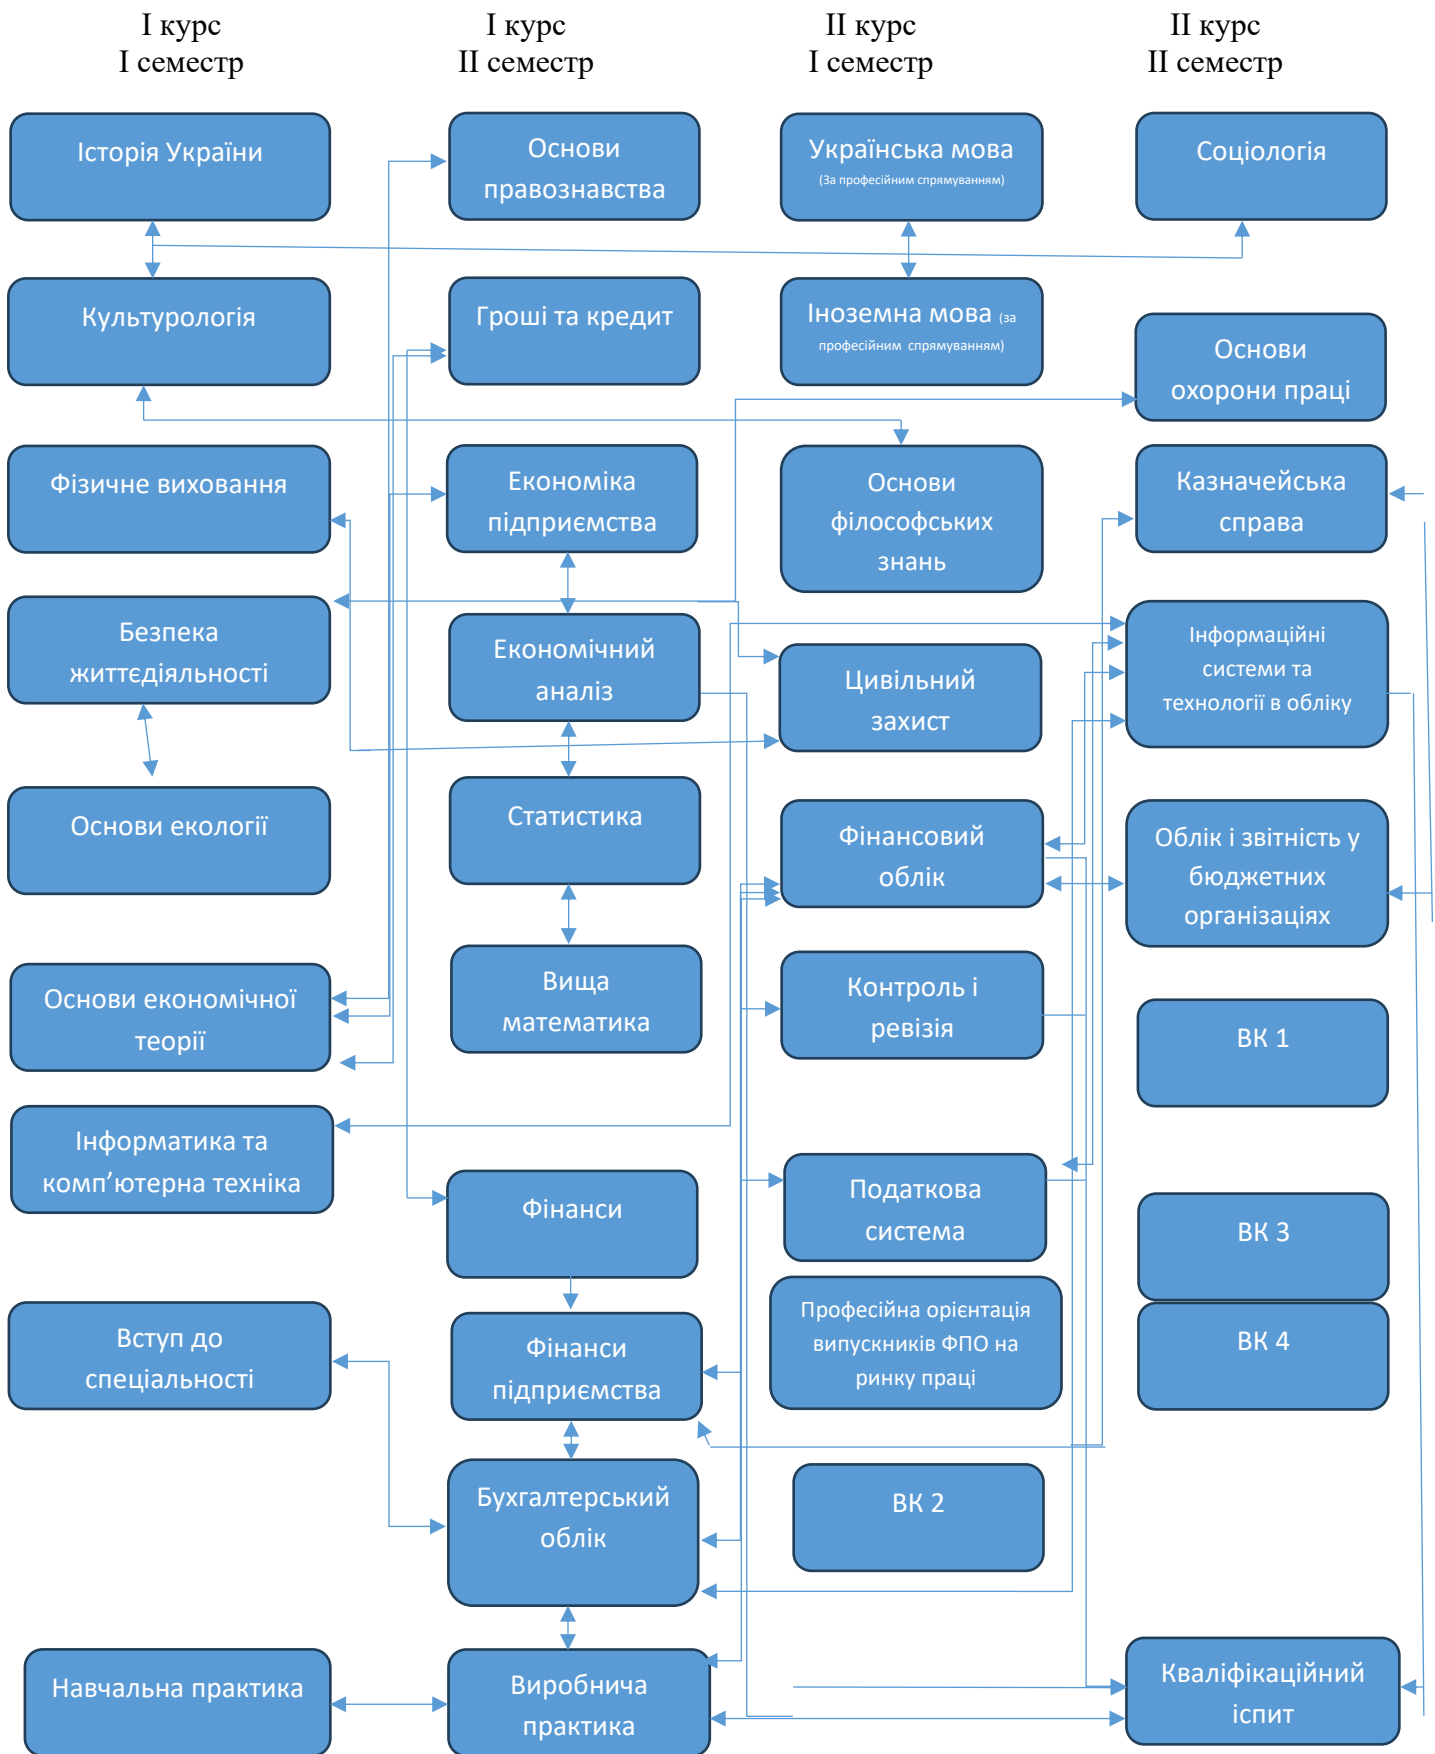 І курс
І семестр
І курс
ІІ семестр
ІІ курс
І семестр
ІІ курс
ІІ семестр
Історія України
Основи
правознавства
Українська мова
(За професійним спрямуванням)
Соціологія
Культурологія
Гроші та кредит
Іноземна мова (за
професійним спрямуванням)
Основи
охорони праці
Фізичне виховання
Економіка
підприємства
Основи
філософських
знань
Казначейська
справа
Безпека
життєдіяльності
Економічний
аналіз
Цивільний
захист
Інформаційні
системи та
технології в обліку
Основи екології
Статистика
Фінансовий
облік
Облік і звітність у
бюджетних
організаціях
Основи економічної
теорії
Вища
математика
Контроль і
ревізія
ВК 1
Інформатика та
комп’ютерна техніка
Фінанси
Податкова
система
ВК 3
Вступ до
спеціальності
Фінанси
підприємства
Професійна орієнтація
випускників ФПО на
ринку праці
ВК 4
Бухгалтерський
облік
ВК 2
Навчальна практика
Виробнича
практика
Кваліфікаційний
іспит